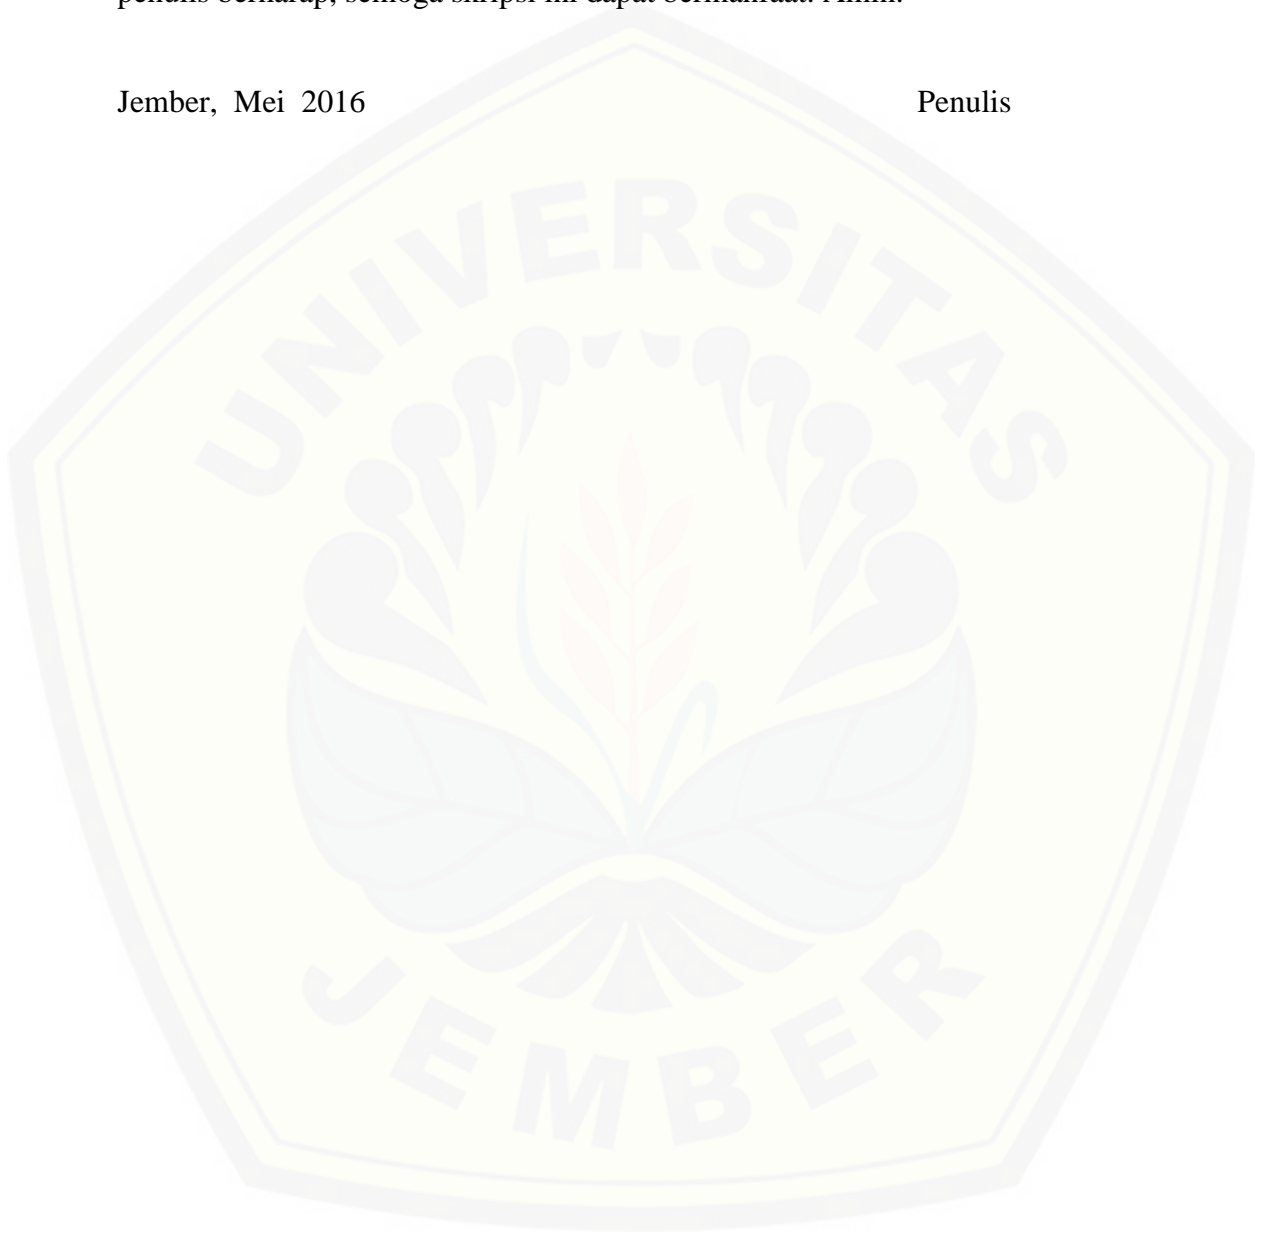 penulis berharap, semoga skripsi ini dapat bermanfaat. Amin.
Jember, Mei 2016 Penulis
UNIVERSITAS
JEMBER